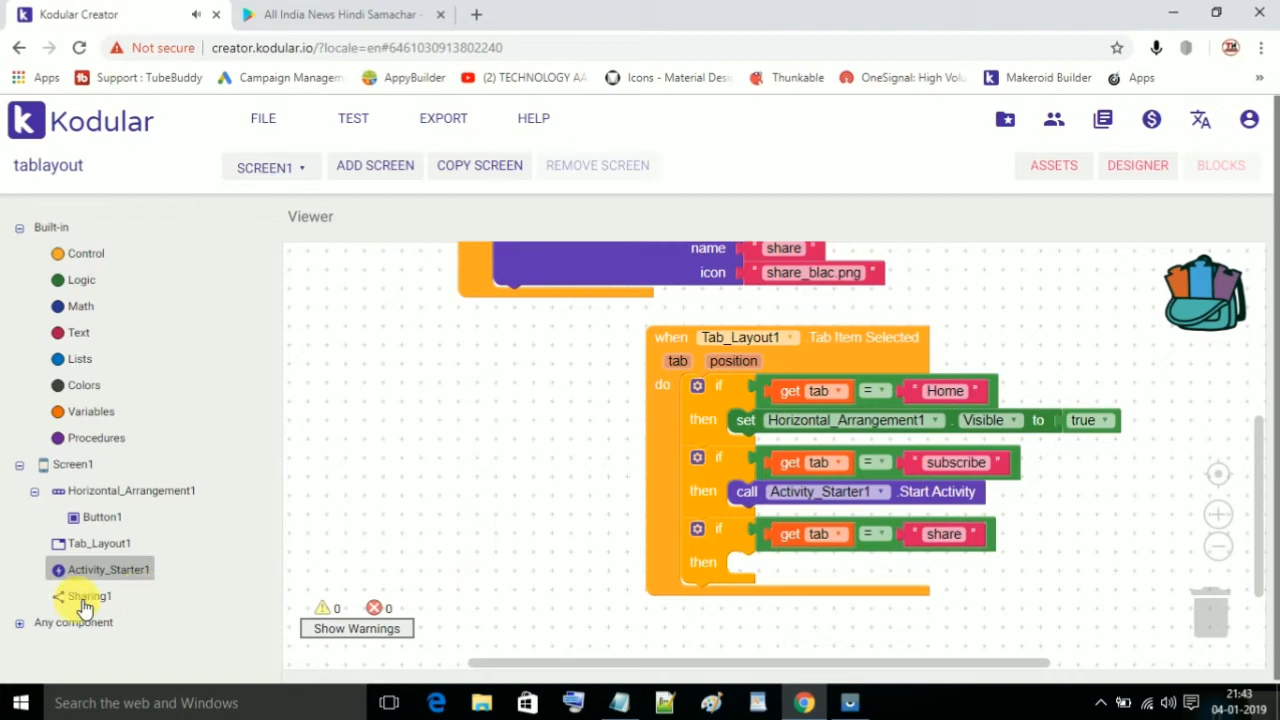 Kodular Creator
All India News Hindi Samachar -
Not secure
creator.kodular.io/?locale=en#6461030913802240
Apps
Support : TubeBuddy
Campaign Managem
AppyBuilder
(2) TECHNOLOGY AA
Icons - Material Desi
Thunkable
OneSignal: High Volu
Makeroid Builder
Apps
»
Kodular
FILE
TEST
EXPORT
HELP
tablayout
SCREEN1
ADD SCREEN
COPY SCREEN
REMOVE SCREEN
ASSETS
DESIGNER
BLOCKS
Built-in
Control
Logic
Math
Text
Lists
Colors
Variables
Procedures
Screen1
Horizontal_Arrangement1
Button1
Tab_Layout1
Activity_Starter1
Sharing1
Any component
Viewer
name " share "
icon " share_blac.png "
when Tab_Layout1 Tab Item Selected
tab position
do if get tab = " Home "
then set Horizontal_Arrangement1 . Visible to true
if get tab = " subscribe "
then call Activity_Starter1 .Start Activity
if get tab = " share "
then
0 0
Show Warnings
Search the web and Windows
21:43
04-01-2019